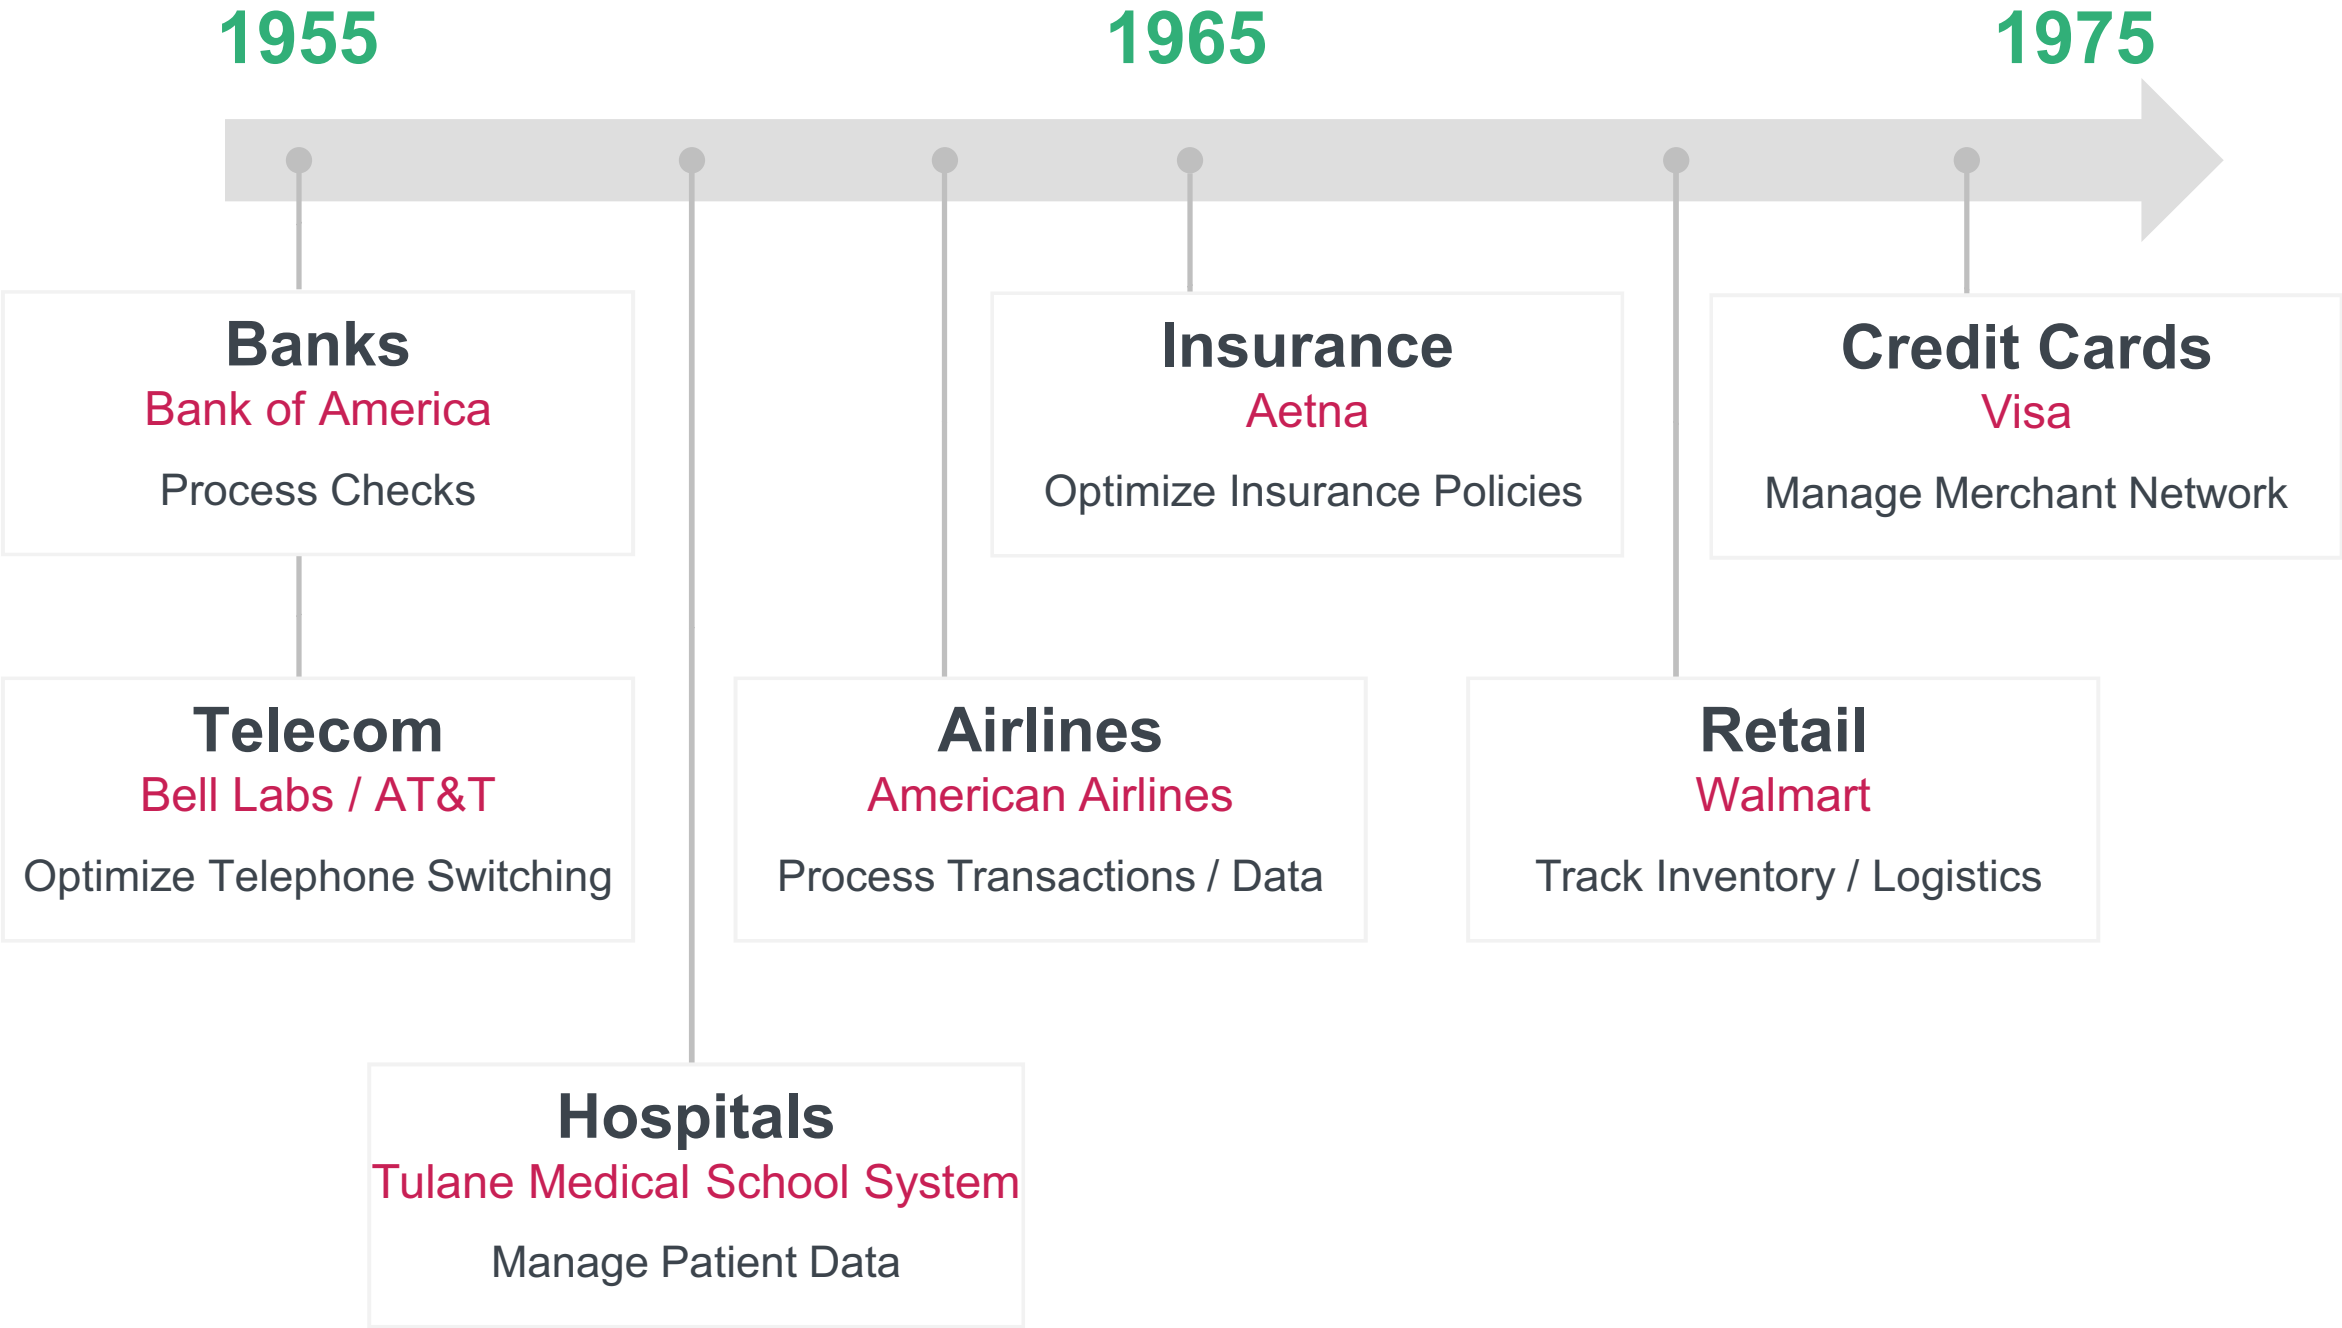 1955
1965
1975
Banks
Bank of America
Process Checks
Insurance
Aetna
Optimize Insurance Policies
Credit Cards
Visa
Manage Merchant Network
Telecom
Bell Labs / AT&T
Optimize Telephone Switching
Airlines
American Airlines
Process Transactions / Data
Retail
Walmart
Track Inventory / Logistics
Hospitals
Tulane Medical School System
Manage Patient Data